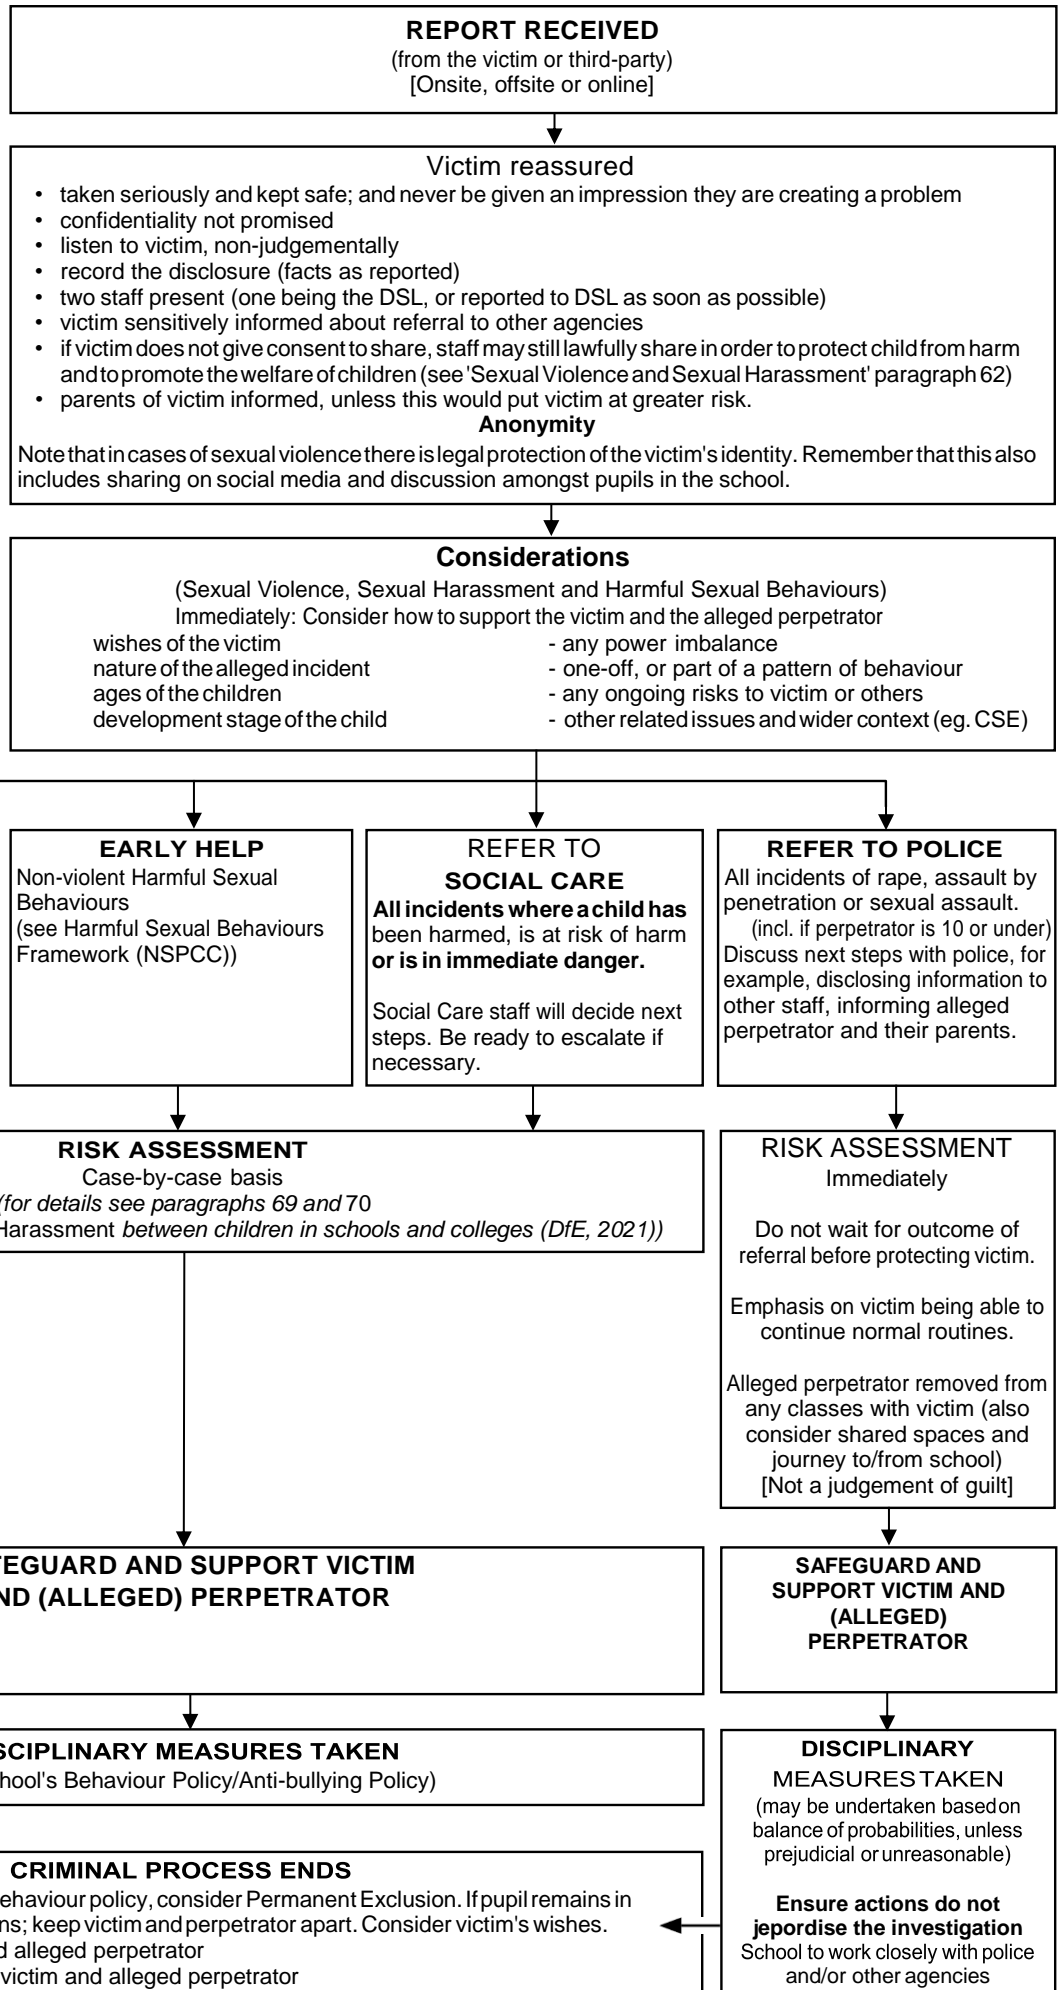 REPORT RECEIVED
(from the victim or third-party)
[Onsite, offsite or online]
Victim reassured
• taken seriously and kept safe; and never be given an impression they are creating a problem
• confidentiality not promised
• listen to victim, non-judgementally
• record the disclosure (facts as reported)
• two staff present (one being the DSL, or reported to DSL as soon as possible)
• victim sensitively informed about referral to other agencies
• if victim does not give consent to share, staff may still lawfully share in order to protect child from harm
and to promote the welfare of children (see 'Sexual Violence and Sexual Harassment' paragraph 62)
• parents of victim informed, unless this would put victim at greater risk.
Anonymity
Note that in cases of sexual violence there is legal protection of the victim's identity. Remember that this also
includes sharing on social media and discussion amongst pupils in the school.
Considerations
(Sexual Violence, Sexual Harassment and Harmful Sexual Behaviours)
Immediately: Consider how to support the victim and the alleged perpetrator
wishes of the victim
nature of the alleged incident
ages of the children
development stage of the child
- any power imbalance
- one-off, or part of a pattern of behaviour
- any ongoing risks to victim or others
- other related issues and wider context (eg. CSE)
EARLY HELP
Non-violent Harmful Sexual
Behaviours
(see Harmful Sexual Behaviours
Framework (NSPCC))
REFER TO
SOCIAL CARE
All incidents where a child has
been harmed, is at risk of harm
or is in immediate danger.
Social Care staff will decide next
steps. Be ready to escalate if
necessary.
REFER TO POLICE
All incidents of rape, assault by
penetration or sexual assault.
(incl. if perpetrator is 10 or under)
Discuss next steps with police, for
example, disclosing information to
other staff, informing alleged
perpetrator and their parents.
RISK ASSESSMENT
Case-by-case basis
(for details see paragraphs 69 and 70
Harassment between children in schools and colleges (DfE, 2021))
RISK ASSESSMENT
Immediately
Do not wait for outcome of
referral before protecting victim.
Emphasis on victim being able to
continue normal routines.
Alleged perpetrator removed from
any classes with victim (also
consider shared spaces and
journey to/from school)
[Not a judgement of guilt]
EGUARD AND SUPPORT VICTIM
ND (ALLEGED) PERPETRATOR
SAFEGUARD AND
SUPPORT VICTIM AND
(ALLEGED)
PERPETRATOR
SCIPLINARY MEASURES TAKEN
hool's Behaviour Policy/Anti-bullying Policy)
DISCIPLINARY
MEASURES TAKEN
(may be undertaken based on
balance of probabilities, unless
prejudicial or unreasonable)
Ensure actions do not
jepordise the investigation
School to work closely with police
and/or other agencies
CRIMINAL PROCESS ENDS
ehaviour policy, consider Permanent Exclusion. If pupil remains in
ns; keep victim and perpetrator apart. Consider victim's wishes.
d alleged perpetrator
victim and alleged perpetrator